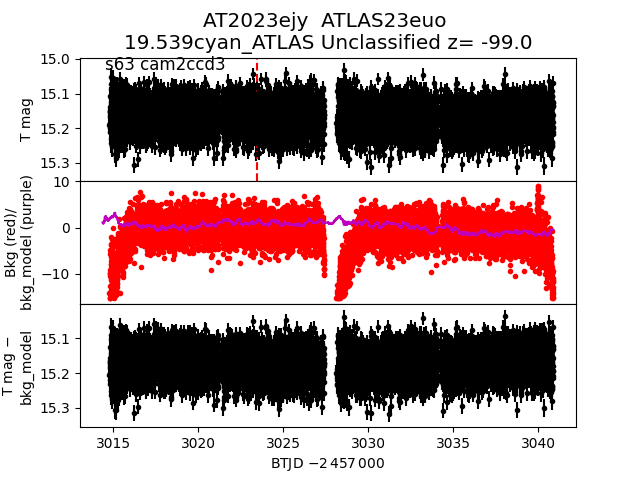 AT2023ejy  ATLAS23euo
19.539cyan_ATLAS Unclassified z= -99.0
s63 cam2ccd3
15.0
15.1
15.2
15.3
T mag
10
0
−10
Bkg (red)/
bkg_model (purple)
15.1
15.2
15.3
T mag −
bkg_model
3015 3020 3025 3030 3035 3040
BTJD −2 457 000